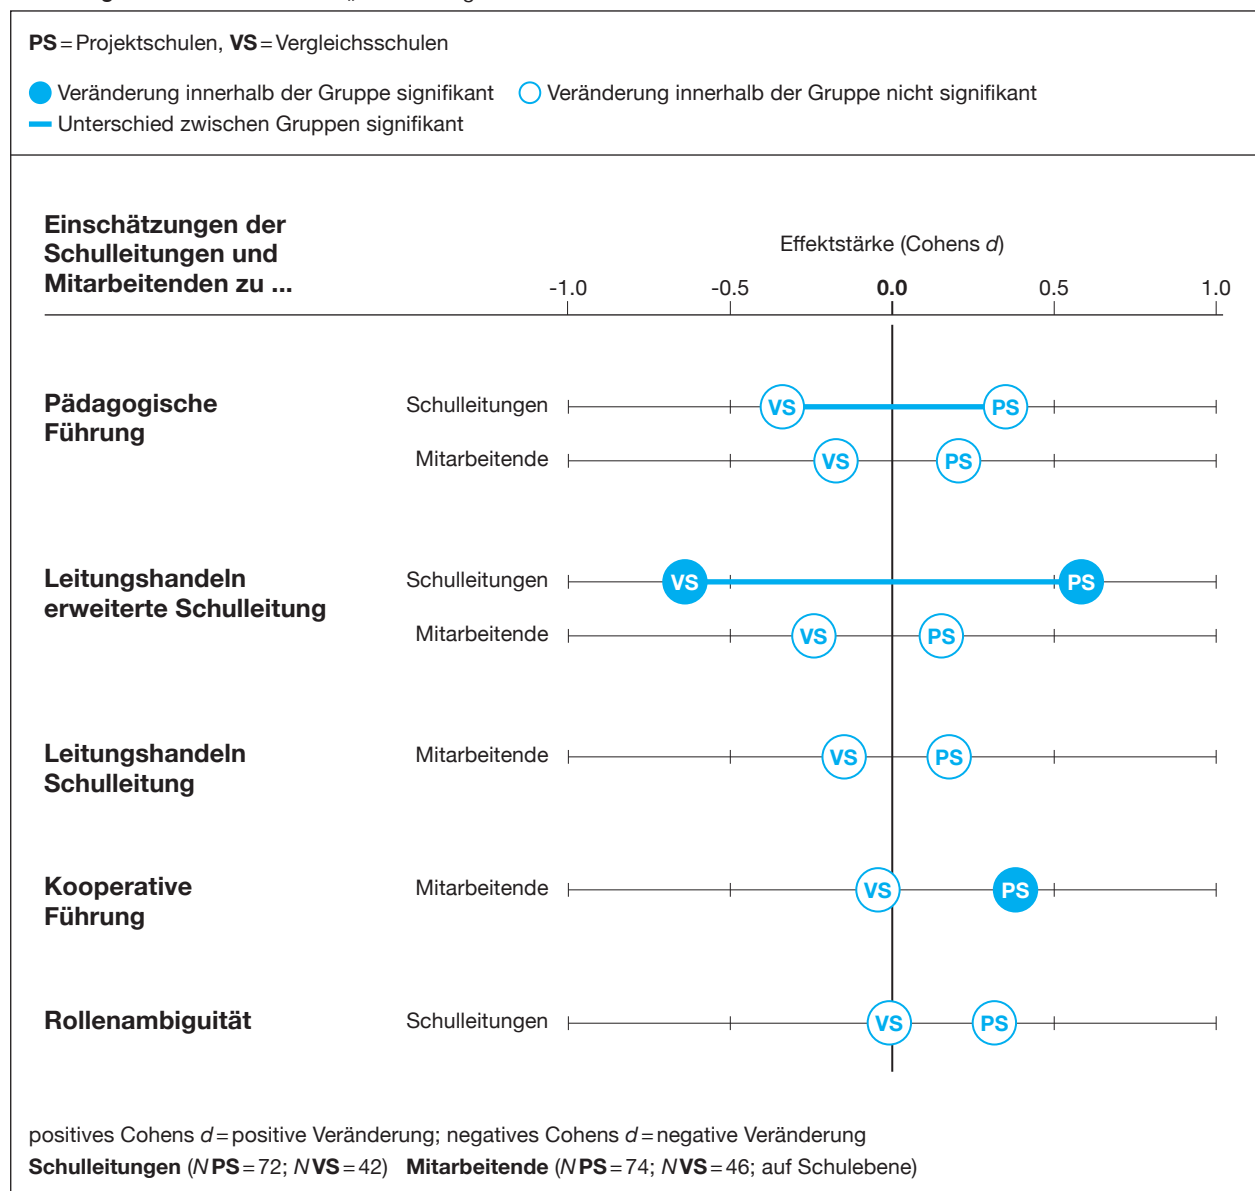 PS = Projektschulen, VS = Vergleichsschulen
Veränderung innerhalb der Gruppe signifikant Veränderung innerhalb der Gruppe nicht signifikant
Unterschied zwischen Gruppen signifikant
Einschätzungen der
Schulleitungen und
Mitarbeitenden zu ...
Effektstärke (Cohens d)
-1.0 -0.5 0.0 0.5 1.0
Pädagogische
Führung
Schulleitungen VS PS
Mitarbeitende VS PS
Leitungshandeln
erweiterte Schulleitung
Schulleitungen VS PS
Mitarbeitende VS PS
Leitungshandeln
Schulleitung
Mitarbeitende VS PS
Kooperative
Führung
Mitarbeitende VS PS
Rollenambiguität
Schulleitungen VS PS
positives Cohens d = positive Veränderung; negatives Cohens d = negative Veränderung
Schulleitungen (N PS = 72; N VS = 42) Mitarbeitende (N PS = 74; N VS = 46; auf Schulebene)